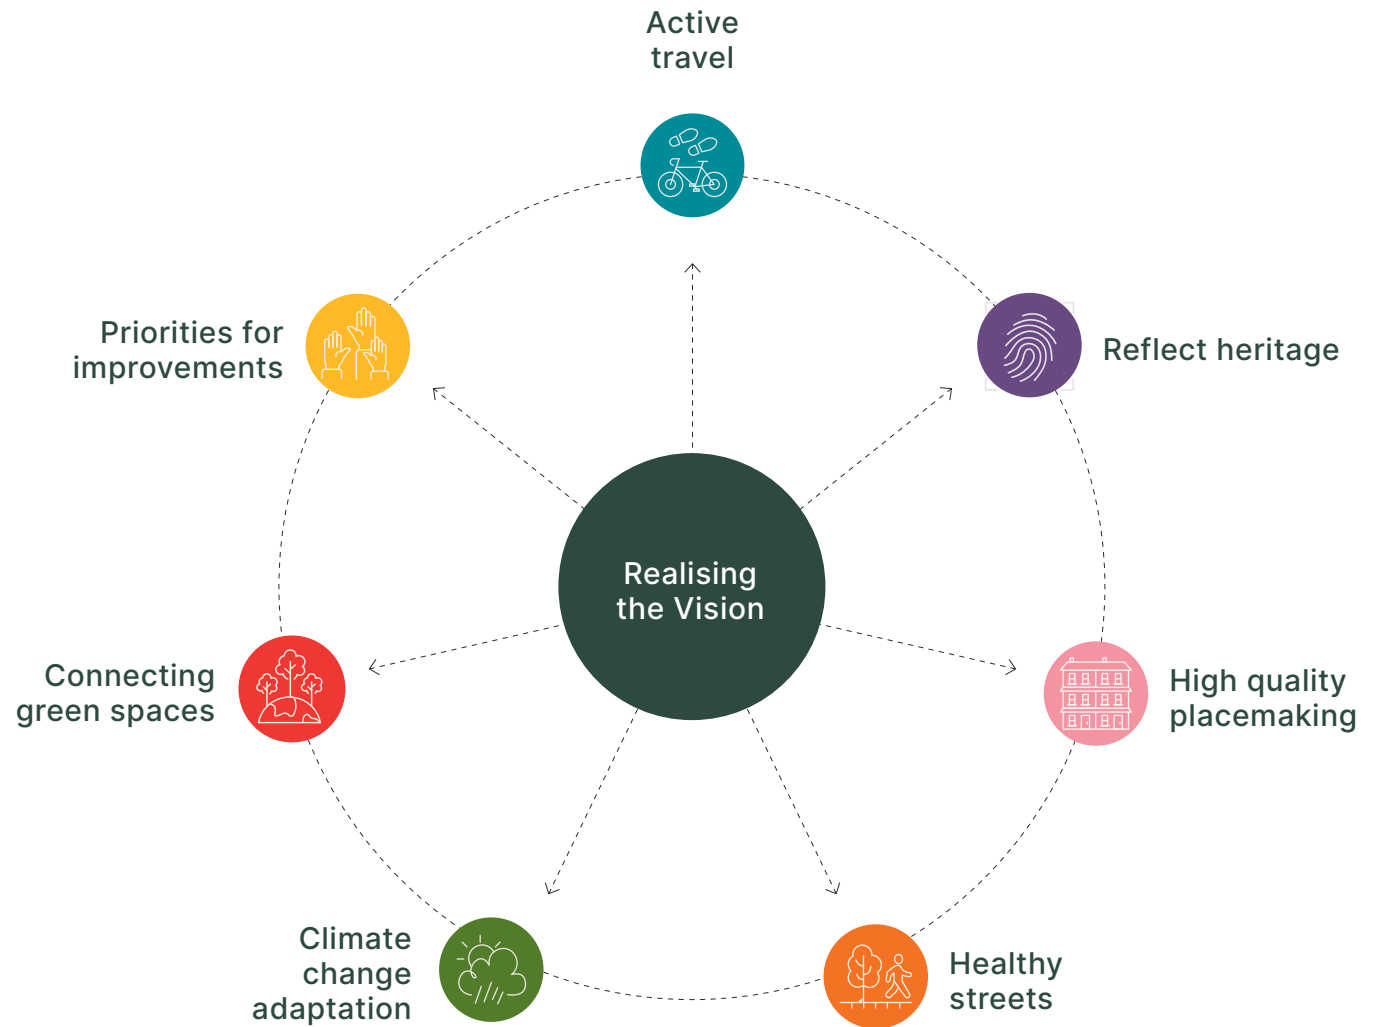 Active
travel
Priorities for
improvements
Reflect heritage
Realising
the Vision
Connecting
green spaces
High quality
placemaking
Climate
change
adaptation
Healthy
streets